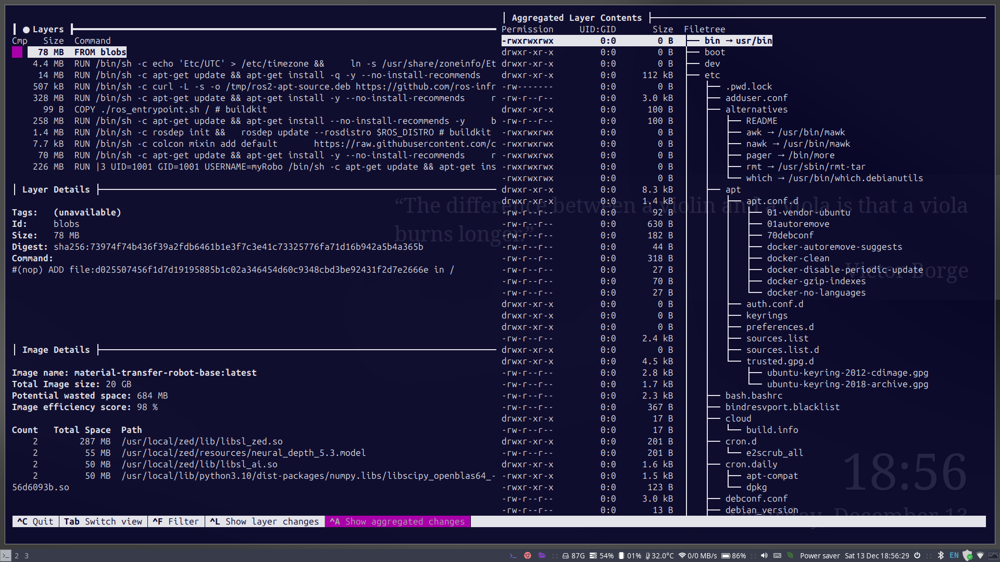 ● Layers
Cmp Size Command
78 MB FROM blobs
4.4 MB RUN /bin/sh -c echo 'Etc/UTC' > /etc/timezone && ln -s /usr/share/zoneinfo/Et
14 MB RUN /bin/sh -c apt-get update && apt-get install -q -y --no-install-recommends
507 kB RUN /bin/sh -c curl -L -s -o /tmp/ros2-apt-source.deb https://github.com/ros-infr
328 MB RUN /bin/sh -c apt-get update && apt-get install -y --no-install-recommends r
99 B COPY ./ros_entrypoint.sh / # buildkit
258 MB RUN /bin/sh -c apt-get update && apt-get install --no-install-recommends -y b
1.4 MB RUN /bin/sh -c rosdep init && rosdep update --rosdistro $ROS_DISTRO # buildkit
7.7 kB RUN /bin/sh -c colcon mixin add default https://raw.githubusercontent.com/c
70 MB RUN /bin/sh -c apt-get update && apt-get install -y --no-install-recommends r
226 MB RUN |3 UID=1001 GID=1001 USERNAME=myRobo /bin/sh -c apt-get update && apt-get ins
Layer Details
Tags: (unavailable)
Id: blobs
Size: 78 MB
Digest: sha256:73974f74b436f39a2fdb6461b1e3f7c3e41c73325776fa71d16b942a5b4a365b
Command:
#(nop) ADD file:d025507456f1d7d19195885b1c02a346454d60c9348cbd3be92431f2d7e2666e in /
Image Details
Image name: material-transfer-robot-base:latest
Total Image size: 20 GB
Potential wasted space: 684 MB
Image efficiency score: 98 %
Count Total Space Path
2 287 MB /usr/local/zed/lib/libsl_zed.so
2 55 MB /usr/local/zed/resources/neural_depth_5.3.model
2 50 MB /usr/local/zed/lib/libsl_ai.so
2 50 MB /usr/local/lib/python3.10/dist-packages/numpy.libs/libscipy_openblas64_-
56d6093b.so
Aggregated Layer Contents
Permission UID:GID Size Filetree
-rwxrwxrwx 0:0 0 B ├── bin → usr/bin
drwxr-xr-x 0:0 0 B ├── boot
drwxr-xr-x 0:0 0 B ├── dev
drwxr-xr-x 0:0 112 kB ├── etc
-rw------- 0:0 0 B │ ├── .pwd.lock
-rw-r--r-- 0:0 3.0 kB │ ├── adduser.conf
drwxr-xr-x 0:0 100 B │ ├── alternatives
-rw-r--r-- 0:0 100 B │ │ ├── README
-rwxrwxrwx 0:0 0 B │ │ ├── awk → /usr/bin/mawk
-rwxrwxrwx 0:0 0 B │ │ ├── nawk → /usr/bin/mawk
-rwxrwxrwx 0:0 0 B │ │ ├── pager → /bin/more
-rwxrwxrwx 0:0 0 B │ │ ├── rmt → /usr/sbin/rmt-tar
-rwxrwxrwx 0:0 0 B │ │ └── which → /usr/bin/which.debianutils
drwxr-xr-x 0:0 8.3 kB │ ├── apt
drwxr-xr-x 0:0 1.4 kB │ │ ├── apt.conf.d
-rw-r--r-- 0:0 92 B │ │ │ ├── 01-vendor-ubuntu
-rw-r--r-- 0:0 630 B │ │ │ ├── 01autoremove
-rw-r--r-- 0:0 182 B │ │ │ ├── 70debconf
-rw-r--r-- 0:0 44 B │ │ │ ├── docker-autoremove-suggests
-rw-r--r-- 0:0 318 B │ │ │ ├── docker-clean
-rw-r--r-- 0:0 27 B │ │ │ ├── docker-disable-periodic-update
-rw-r--r-- 0:0 70 B │ │ │ ├── docker-gzip-indexes
-rw-r--r-- 0:0 27 B │ │ │ └── docker-no-languages
drwxr-xr-x 0:0 0 B │ │ ├── auth.conf.d
drwxr-xr-x 0:0 0 B │ │ ├── keyrings
drwxr-xr-x 0:0 0 B │ │ ├── preferences.d
-rw-r--r-- 0:0 2.4 kB │ │ ├── sources.list
drwxr-xr-x 0:0 0 B │ │ ├── sources.list.d
drwxr-xr-x 0:0 4.5 kB │ │ └── trusted.gpg.d
-rw-r--r-- 0:0 2.8 kB │ │ ├── ubuntu-keyring-2012-cdimage.gpg
-rw-r--r-- 0:0 1.7 kB │ │ └── ubuntu-keyring-2018-archive.gpg
-rw-r--r-- 0:0 2.3 kB │ ├── bash.bashrc
-rw-r--r-- 0:0 367 B │ ├── bindresvport.blacklist
drwxr-xr-x 0:0 17 B │ ├── cloud
-rw-r--r-- 0:0 17 B │ │ └── build.info
drwxr-xr-x 0:0 201 B │ ├── cron.d
-rw-r--r-- 0:0 201 B │ │ └── e2scrub_all
drwxr-xr-x 0:0 1.6 kB │ ├── cron.daily
-rwxr-xr-x 0:0 1.5 kB │ │ ├── apt-compat
-rwxr-xr-x 0:0 123 B │ │ └── dpkg
-rw-r--r-- 0:0 3.0 kB │ ├── debconf.conf
-rw-r--r-- 0:0 13 B │ ├── debian_version
“The difference between a violin and a viola is that a viola
burns longer.”
Victor Borge
18:56
Saturday, December 13
^C Quit Tab Switch view ^F Filter ^L Show layer changes ^A Show aggregated changes
2 3 87G 54% 01% 32.0°C 0/0 MB/s 86% Power saver Sat 13 Dec 18:56:29 EN